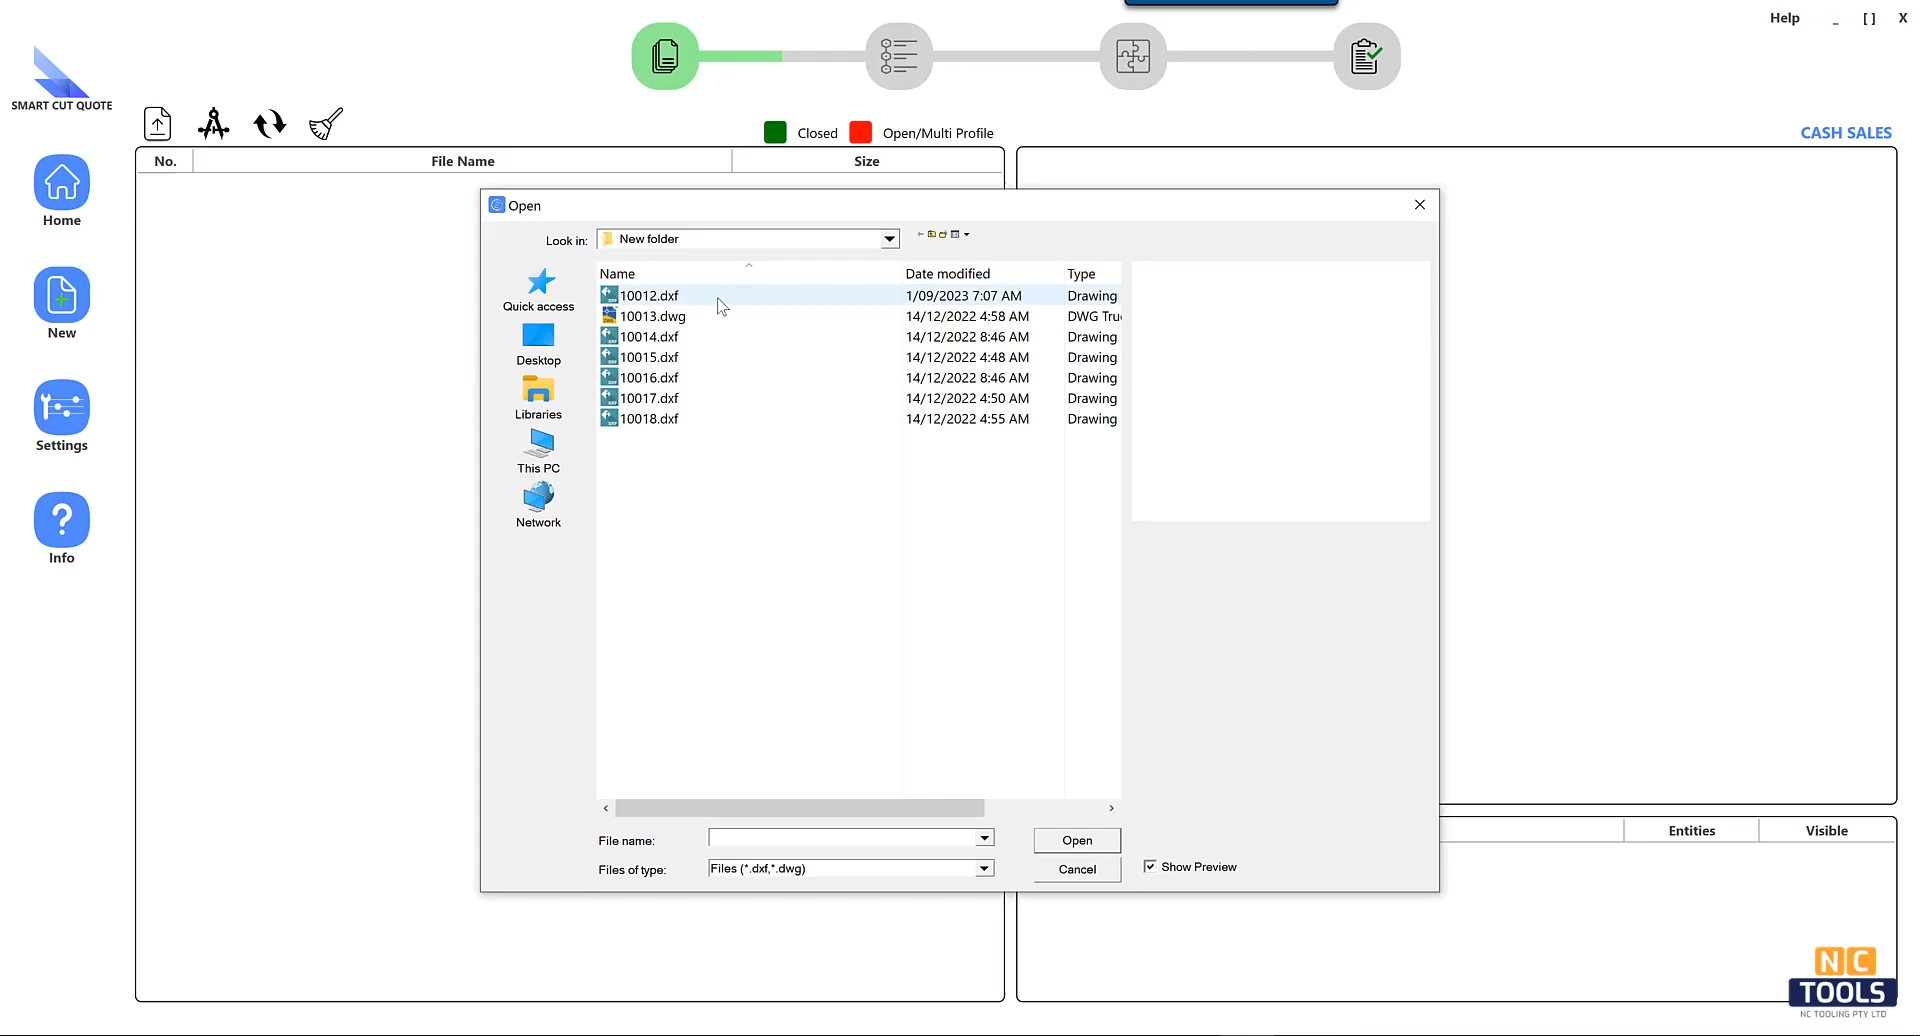 Help _ [ ] X
SMART CUT QUOTE
Closed Open/Multi Profile
CASH SALES
No. File Name Size
Home
New
Settings
Info
Open
Look in: New folder
Quick access
Desktop
Libraries
This PC
Network
Name Date modified Type
10012.dxf 1/09/2023 7:07 AM Drawing
10013.dwg 14/12/2022 4:58 AM DWG Tru
10014.dxf 14/12/2022 8:46 AM Drawing
10015.dxf 14/12/2022 4:48 AM Drawing
10016.dxf 14/12/2022 8:46 AM Drawing
10017.dxf 14/12/2022 4:50 AM Drawing
10018.dxf 14/12/2022 4:55 AM Drawing
File name: Open
Files of type: Files (*.dxf,*.dwg) Cancel Show Preview
Entities Visible
NC
TOOLS
NC TOOLING PTY LTD